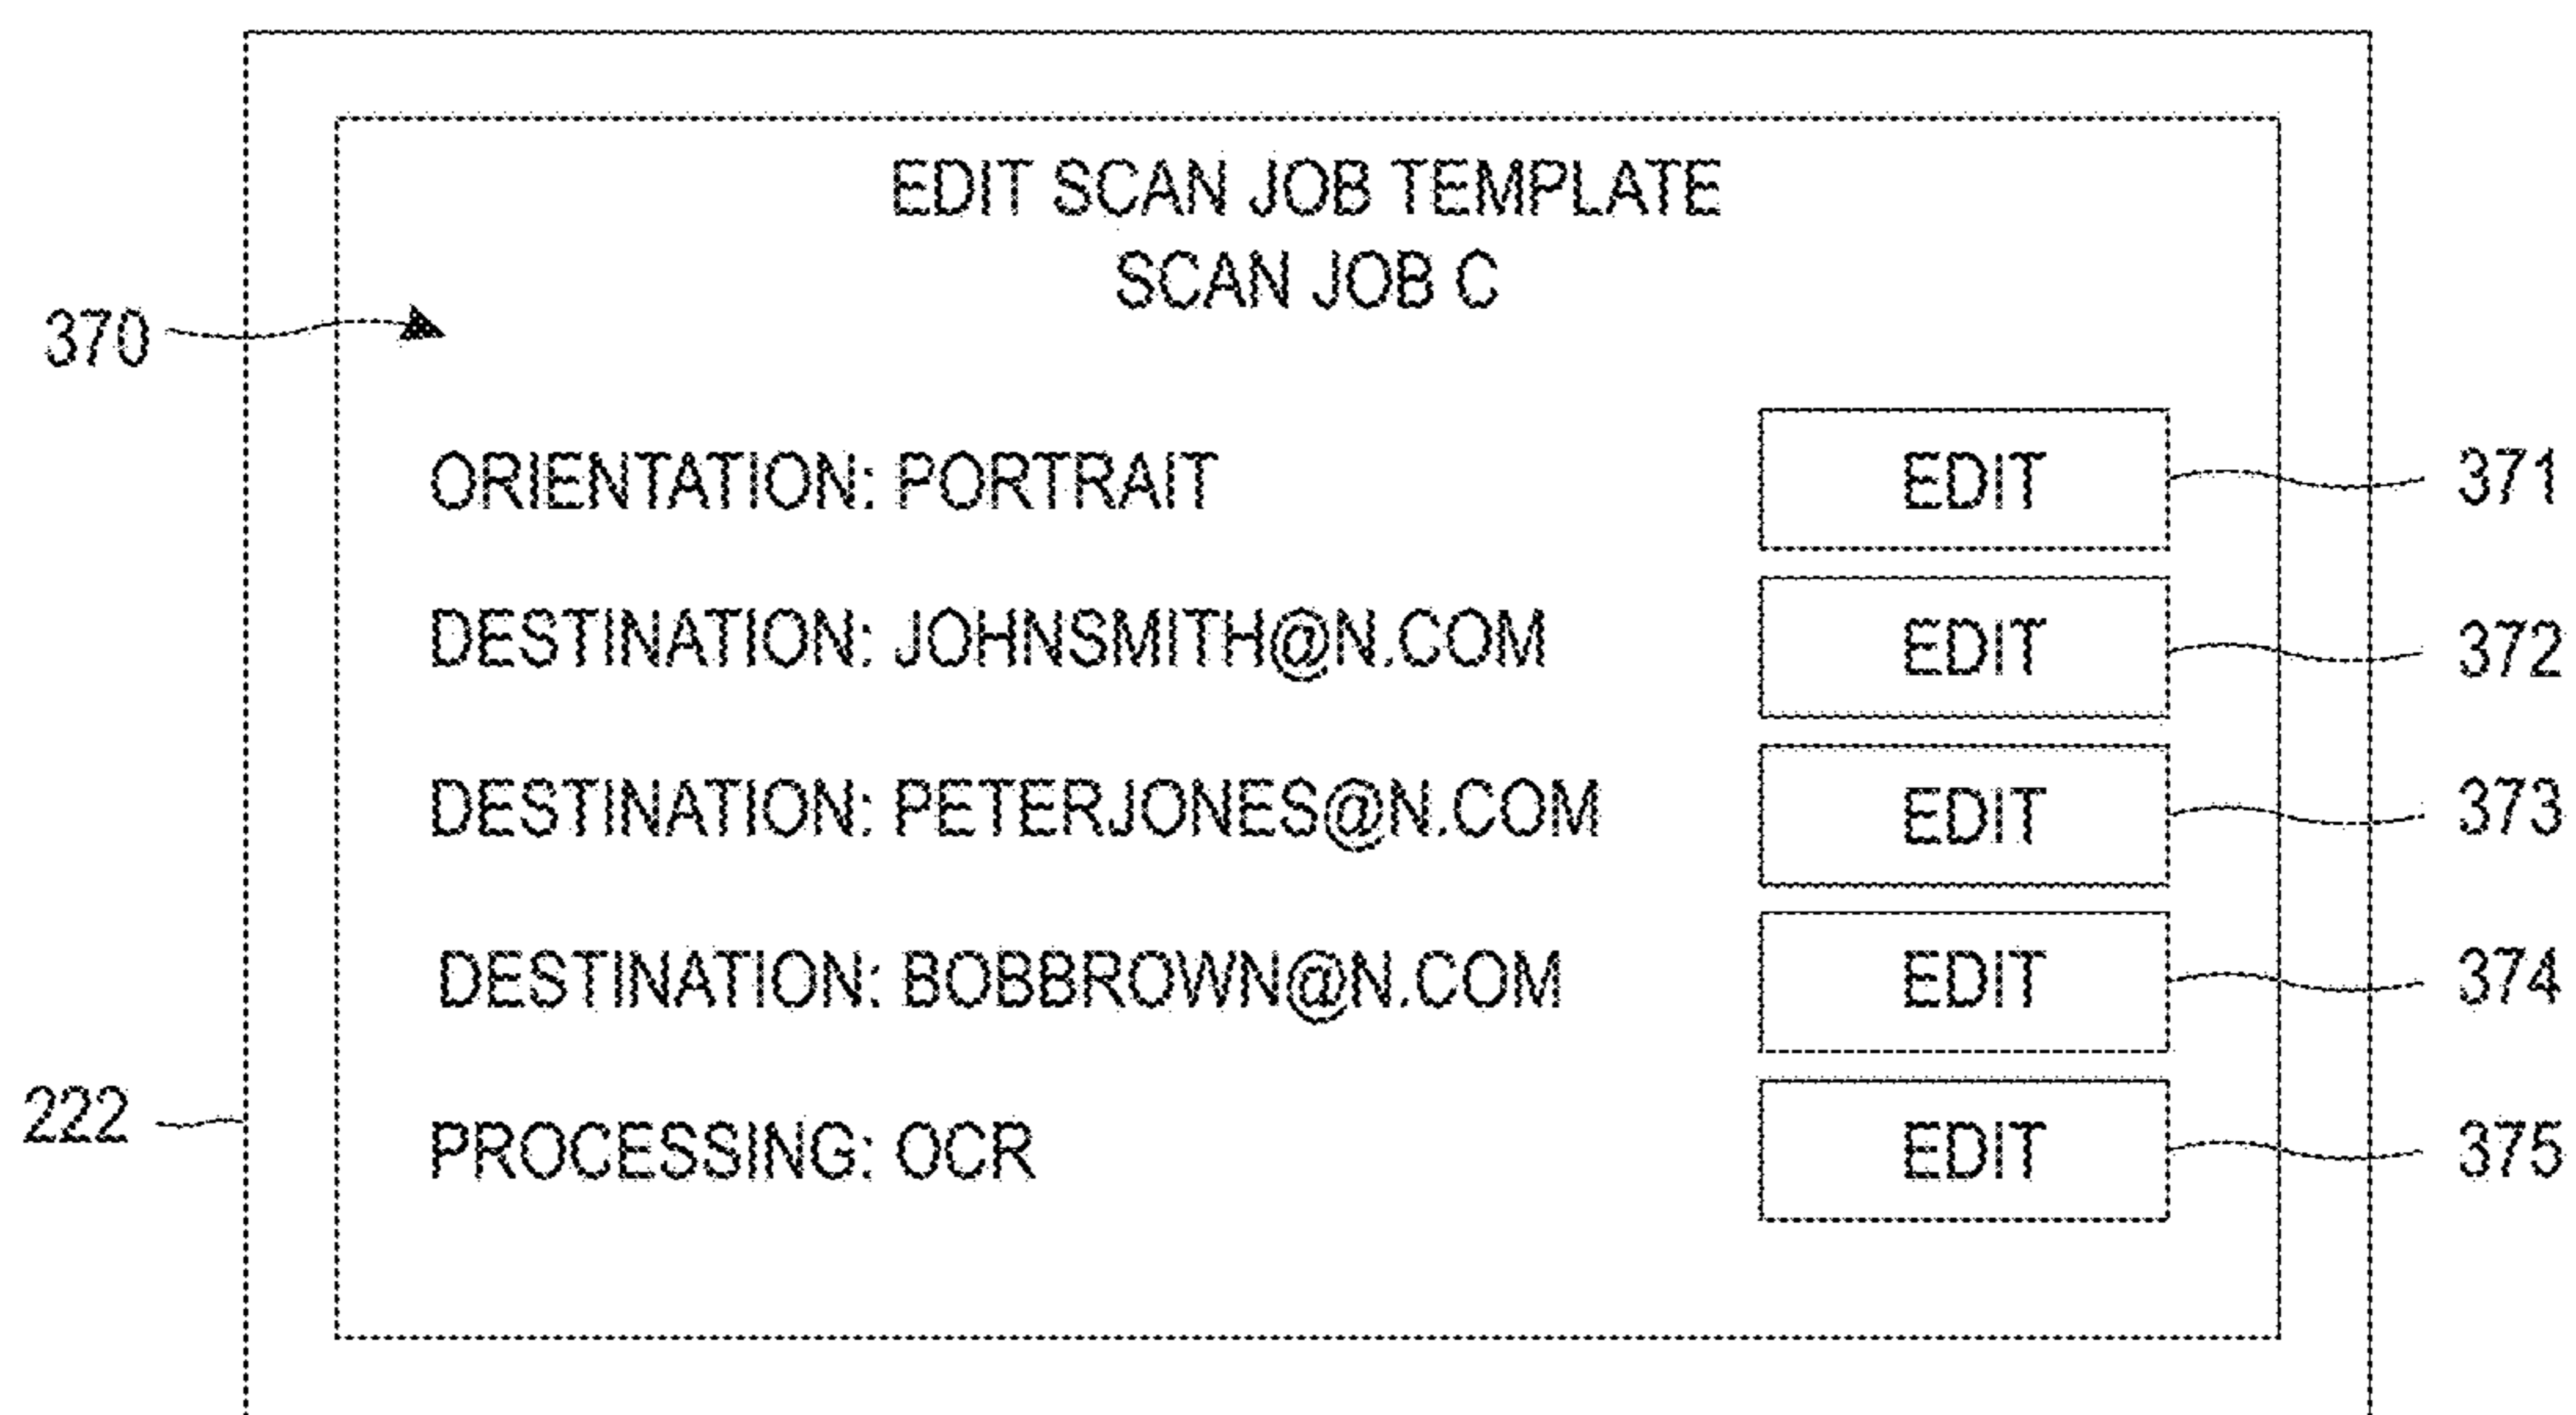 EDIT SCAN JOB TEMPLATE
SCAN JOB C
370
ORIENTATION: PORTRAIT EDIT 371
DESTINATION: JOHNSMITH@N.COM EDIT 372
DESTINATION: PETERJONES@N.COM EDIT 373
DESTINATION: BOBBROWN@N.COM EDIT 374
222 PROCESSING: OCR EDIT 375